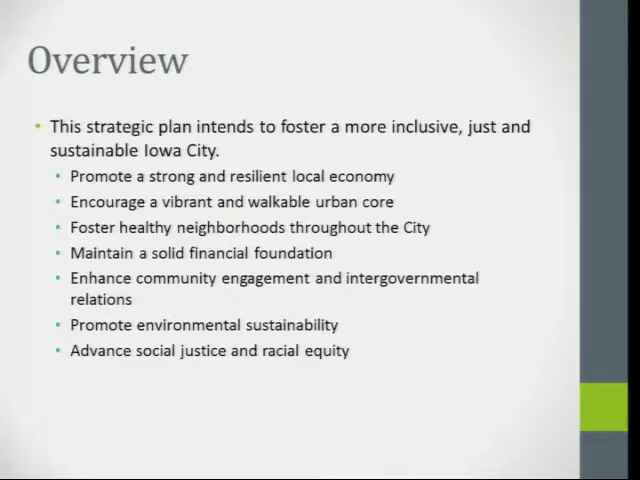 Overview
• This strategic plan intends to foster a more inclusive, just and
sustainable Iowa City.
• Promote a strong and resilient local economy
• Encourage a vibrant and walkable urban core
• Foster healthy neighborhoods throughout the City
• Maintain a solid financial foundation
• Enhance community engagement and intergovernmental
relations
• Promote environmental sustainability
• Advance social justice and racial equity